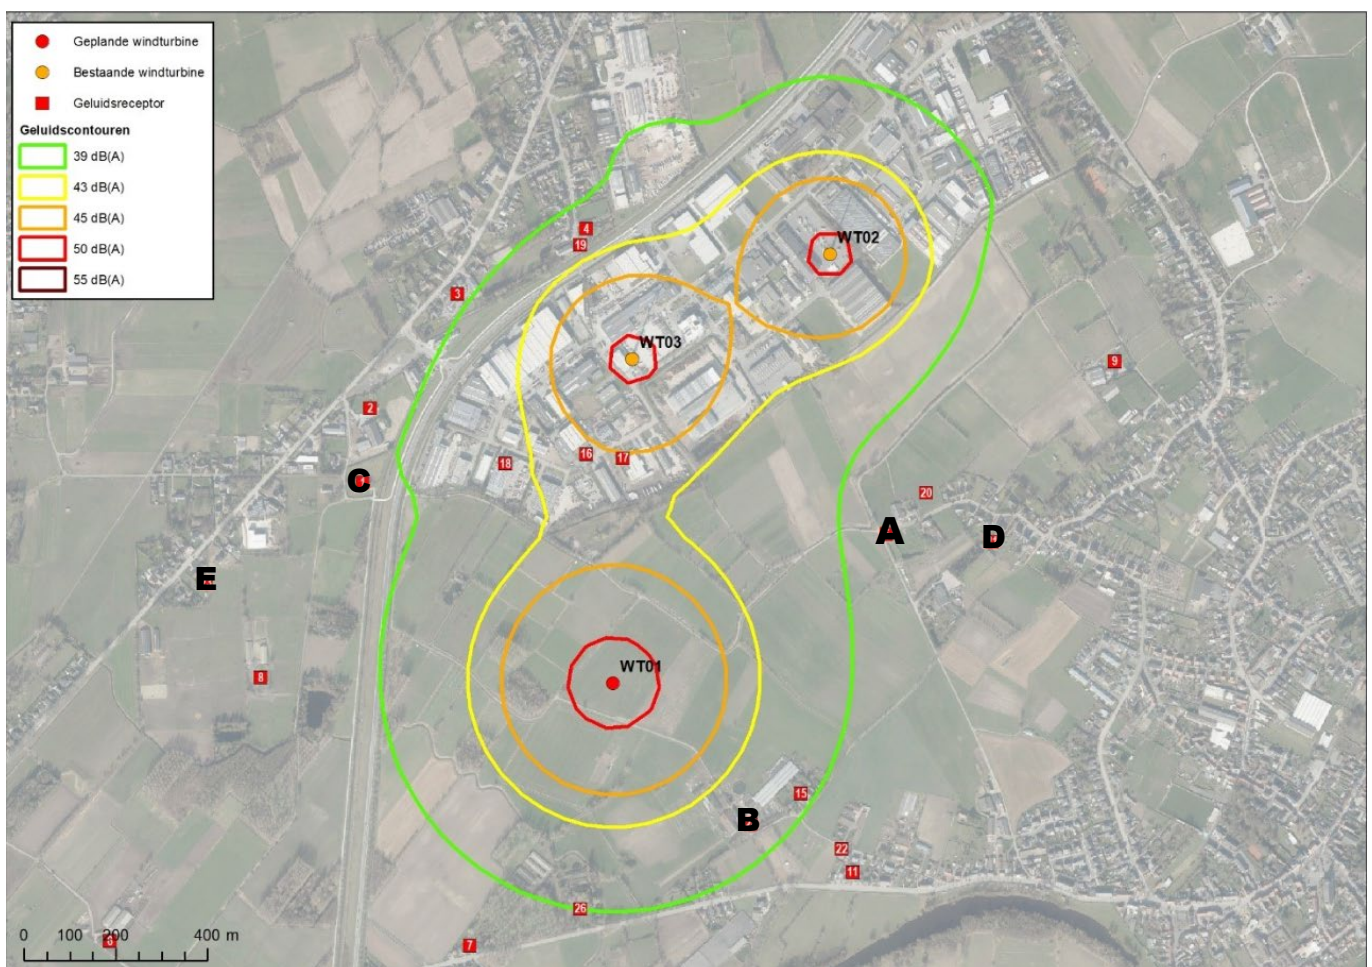 Geplande windturbine
Bestaande windturbine
Geluidsreceptor
Geluidscontouren
39 dB(A)
43 dB(A)
45 dB(A)
50 dB(A)
55 dB(A)
WT02
4
19
3
WT03
9
2
16
17
18
C
20
A
D
E
WT01
8
15
B
22
11
26
7
0 100 200 400 m